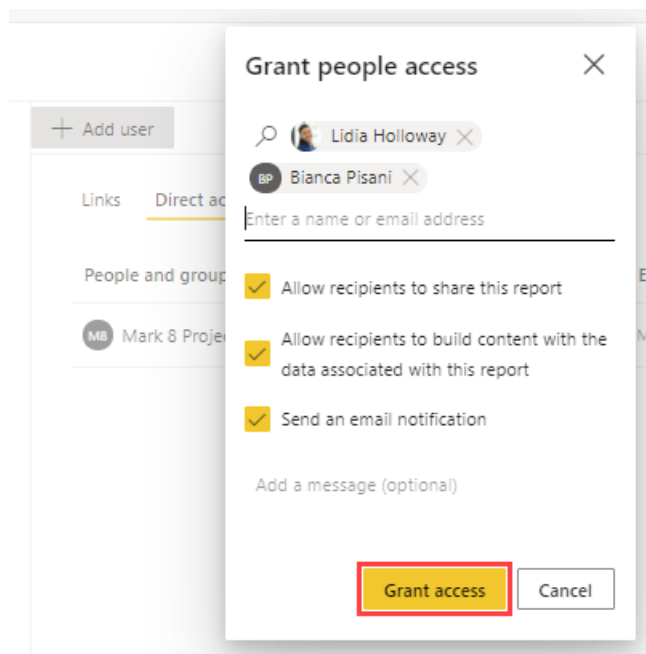 Grant people access
+ Add user
Lidia Holloway
BP Bianca Pisani
Enter a name or email address
Links Direct ac
People and group
M8 Mark 8 Proje
Allow recipients to share this report
Allow recipients to build content with the
data associated with this report
Send an email notification
Add a message (optional)
Grant access Cancel